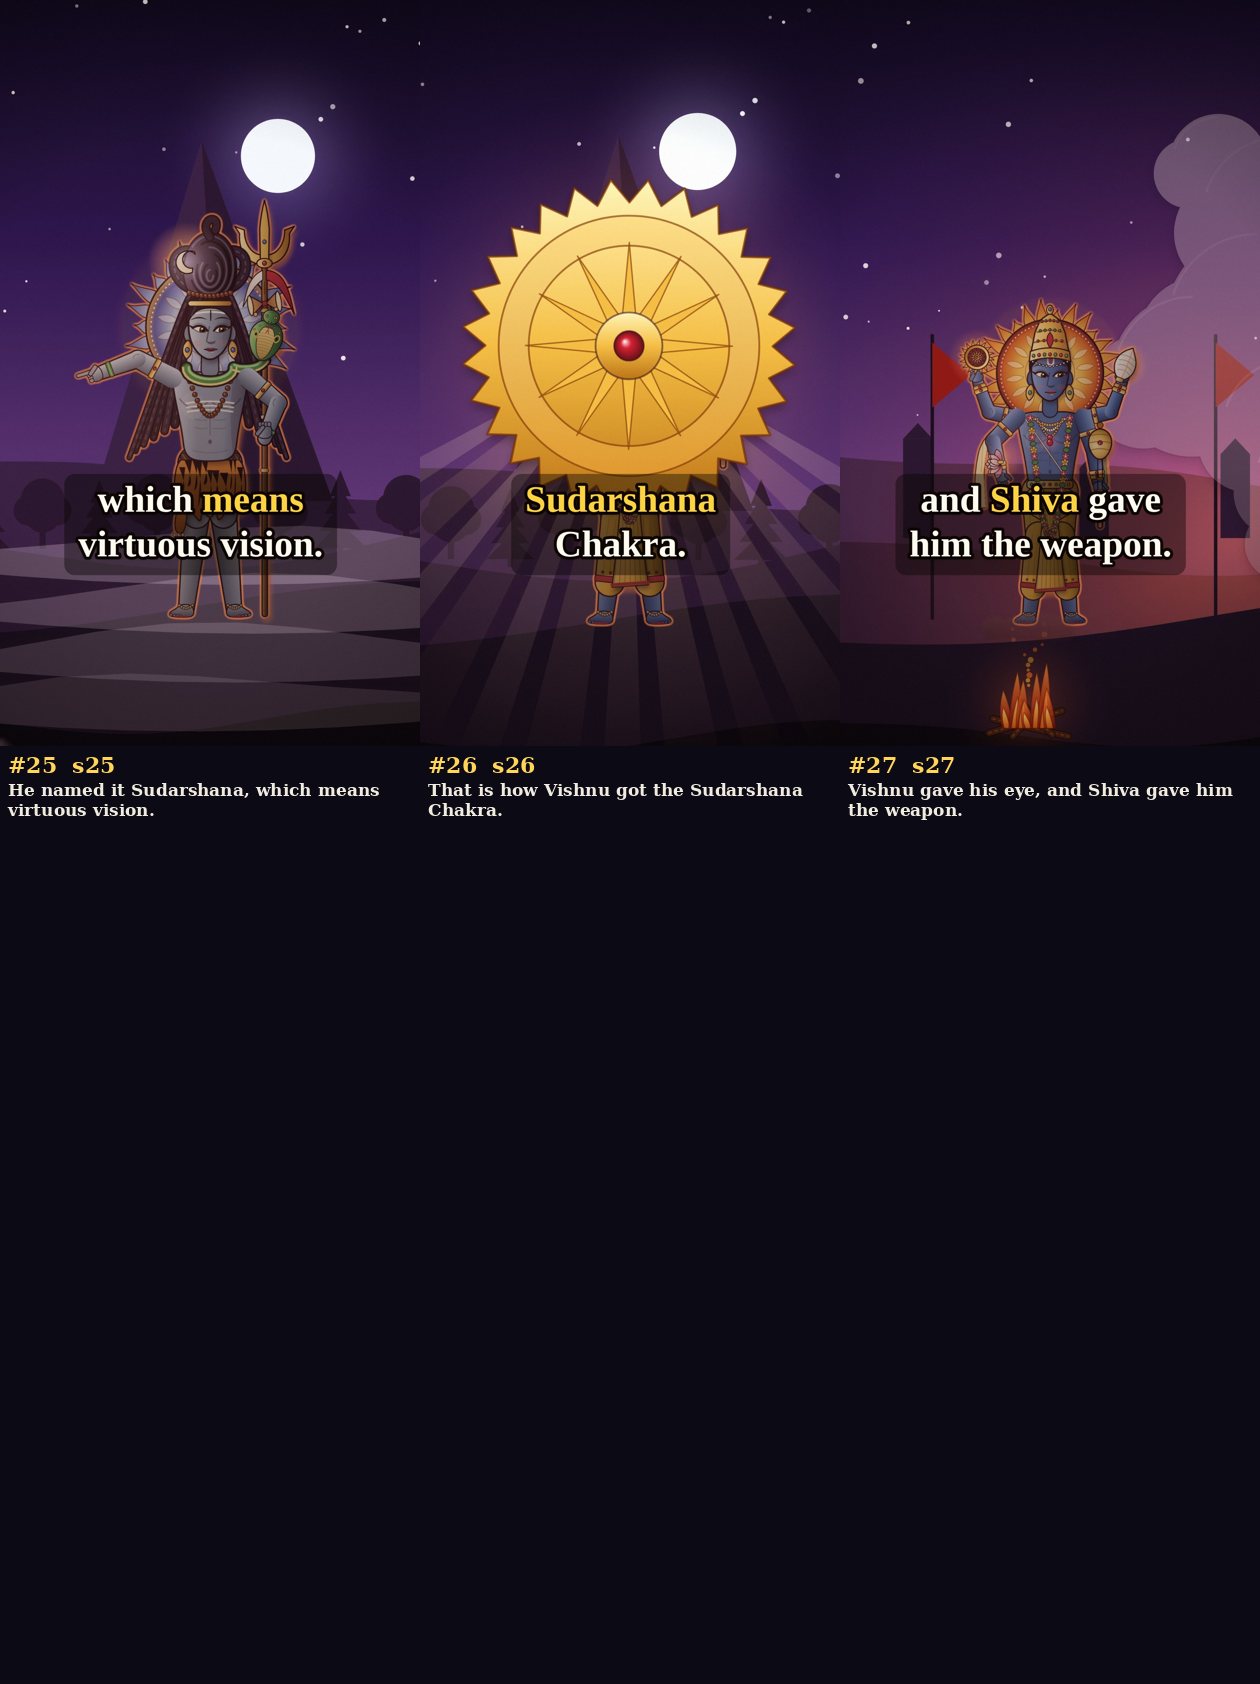 which means
virtuous vision.
Sudarshana
Chakra.
and Shiva gave
him the weapon.
#25 s25
He named it Sudarshana, which means
virtuous vision.
#26 s26
That is how Vishnu got the Sudarshana
Chakra.
#27 s27
Vishnu gave his eye, and Shiva gave him
the weapon.